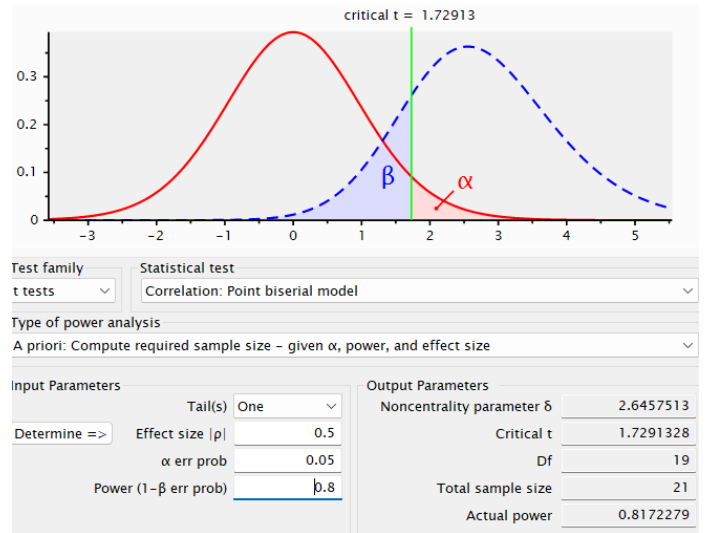 critical t = 1.72913
0.3
0.2
β
α
0.1
0
-3 -2 -1 0 1 2 3 4 5
Test family Statistical test
t tests Correlation: Point biserial model
Type of power analysis
A priori: Compute required sample size - given α, power, and effect size
Input Parameters Output Parameters
Tail(s) One Noncentrality parameter δ 2.6457513
Determine => Effect size |ρ| 0.5 Critical t 1.7291328
α err prob 0.05 Df 19
Power (1-β err prob) 0.8 Total sample size 21
Actual power 0.8172279